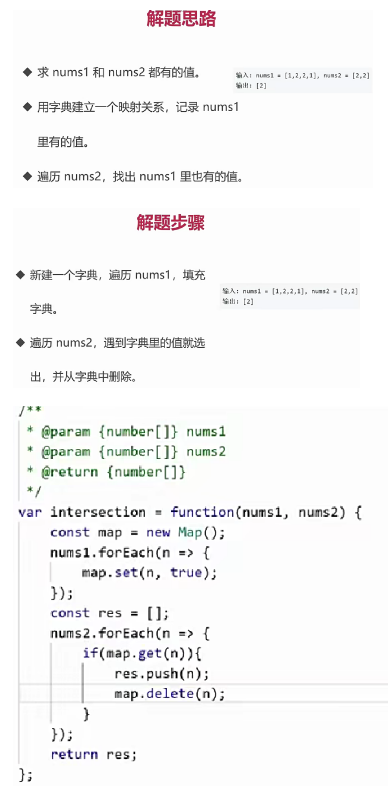 解题思路
◆ 求 nums1 和 nums2 都有的值。
输入: nums1 = [1,2,2,1], nums2 = [2,2]
输出: [2]
◆ 用字典建立一个映射关系，记录 nums1
里有的值。
◆ 遍历 nums2，找出 nums1 里也有的值。
解题步骤
◆ 新建一个字典，遍历 nums1，填充
字典。
输入: nums1 = [1,2,2,1], nums2 = [2,2]
输出: [2]
◆ 遍历 nums2，遇到字典里的值就选
出，并从字典中删除。
/**
 * @param {number[]} nums1
 * @param {number[]} nums2
 * @return {number[]}
 */
var intersection = function(nums1, nums2) {
    const map = new Map();
    nums1.forEach(n => {
        map.set(n, true);
    });
    const res = [];
    nums2.forEach(n => {
        if(map.get(n)){
            res.push(n);
            map.delete(n);
        }
    });
    return res;
};